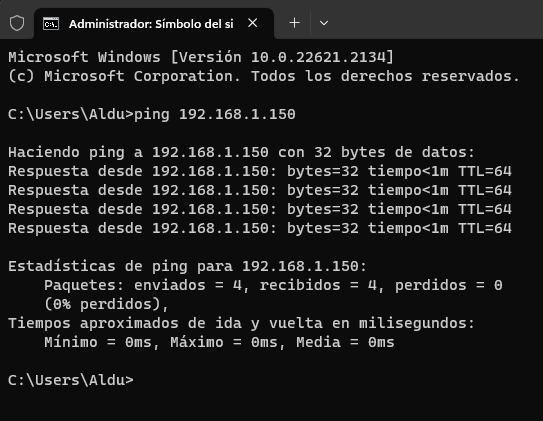 Administrador: Símbolo del si
Microsoft Windows [Versión 10.0.22621.2134]
(c) Microsoft Corporation. Todos los derechos reservados.
C:\Users\Aldu>ping 192.168.1.150
Haciendo ping a 192.168.1.150 con 32 bytes de datos:
Respuesta desde 192.168.1.150: bytes=32 tiempo<1m TTL=64
Respuesta desde 192.168.1.150: bytes=32 tiempo<1m TTL=64
Respuesta desde 192.168.1.150: bytes=32 tiempo<1m TTL=64
Respuesta desde 192.168.1.150: bytes=32 tiempo<1m TTL=64
Estadísticas de ping para 192.168.1.150:
Paquetes: enviados = 4, recibidos = 4, perdidos = 0
(0% perdidos),
Tiempos aproximados de ida y vuelta en milisegundos:
Mínimo = 0ms, Máximo = 0ms, Media = 0ms
C:\Users\Aldu>